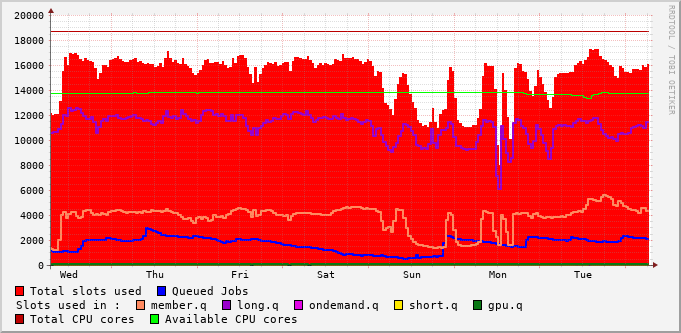 20000
18000
16000
14000
12000
10000
8000
6000
4000
2000
0
Wed Thu Fri Sat Sun Mon Tue
Total slots used Queued Jobs
Slots used in : member.q long.q ondemand.q short.q gpu.q
Total CPU cores Available CPU cores
RRDTOOL / TOBI OETIKER